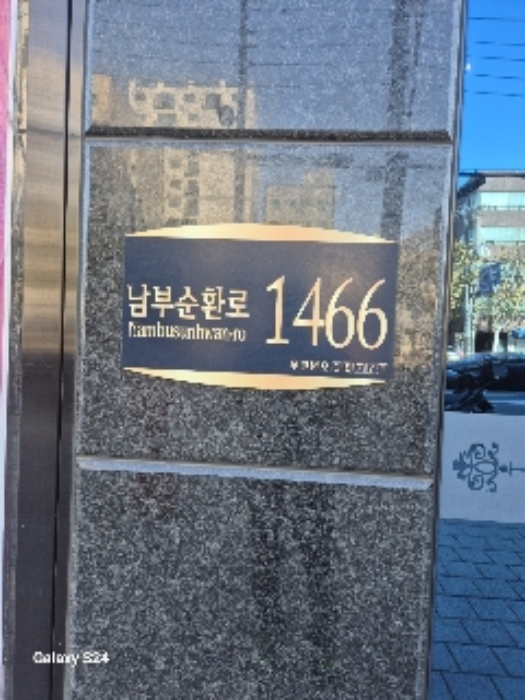 남부순환로 1466
Nambusunhwan-ro
Galaxy S24